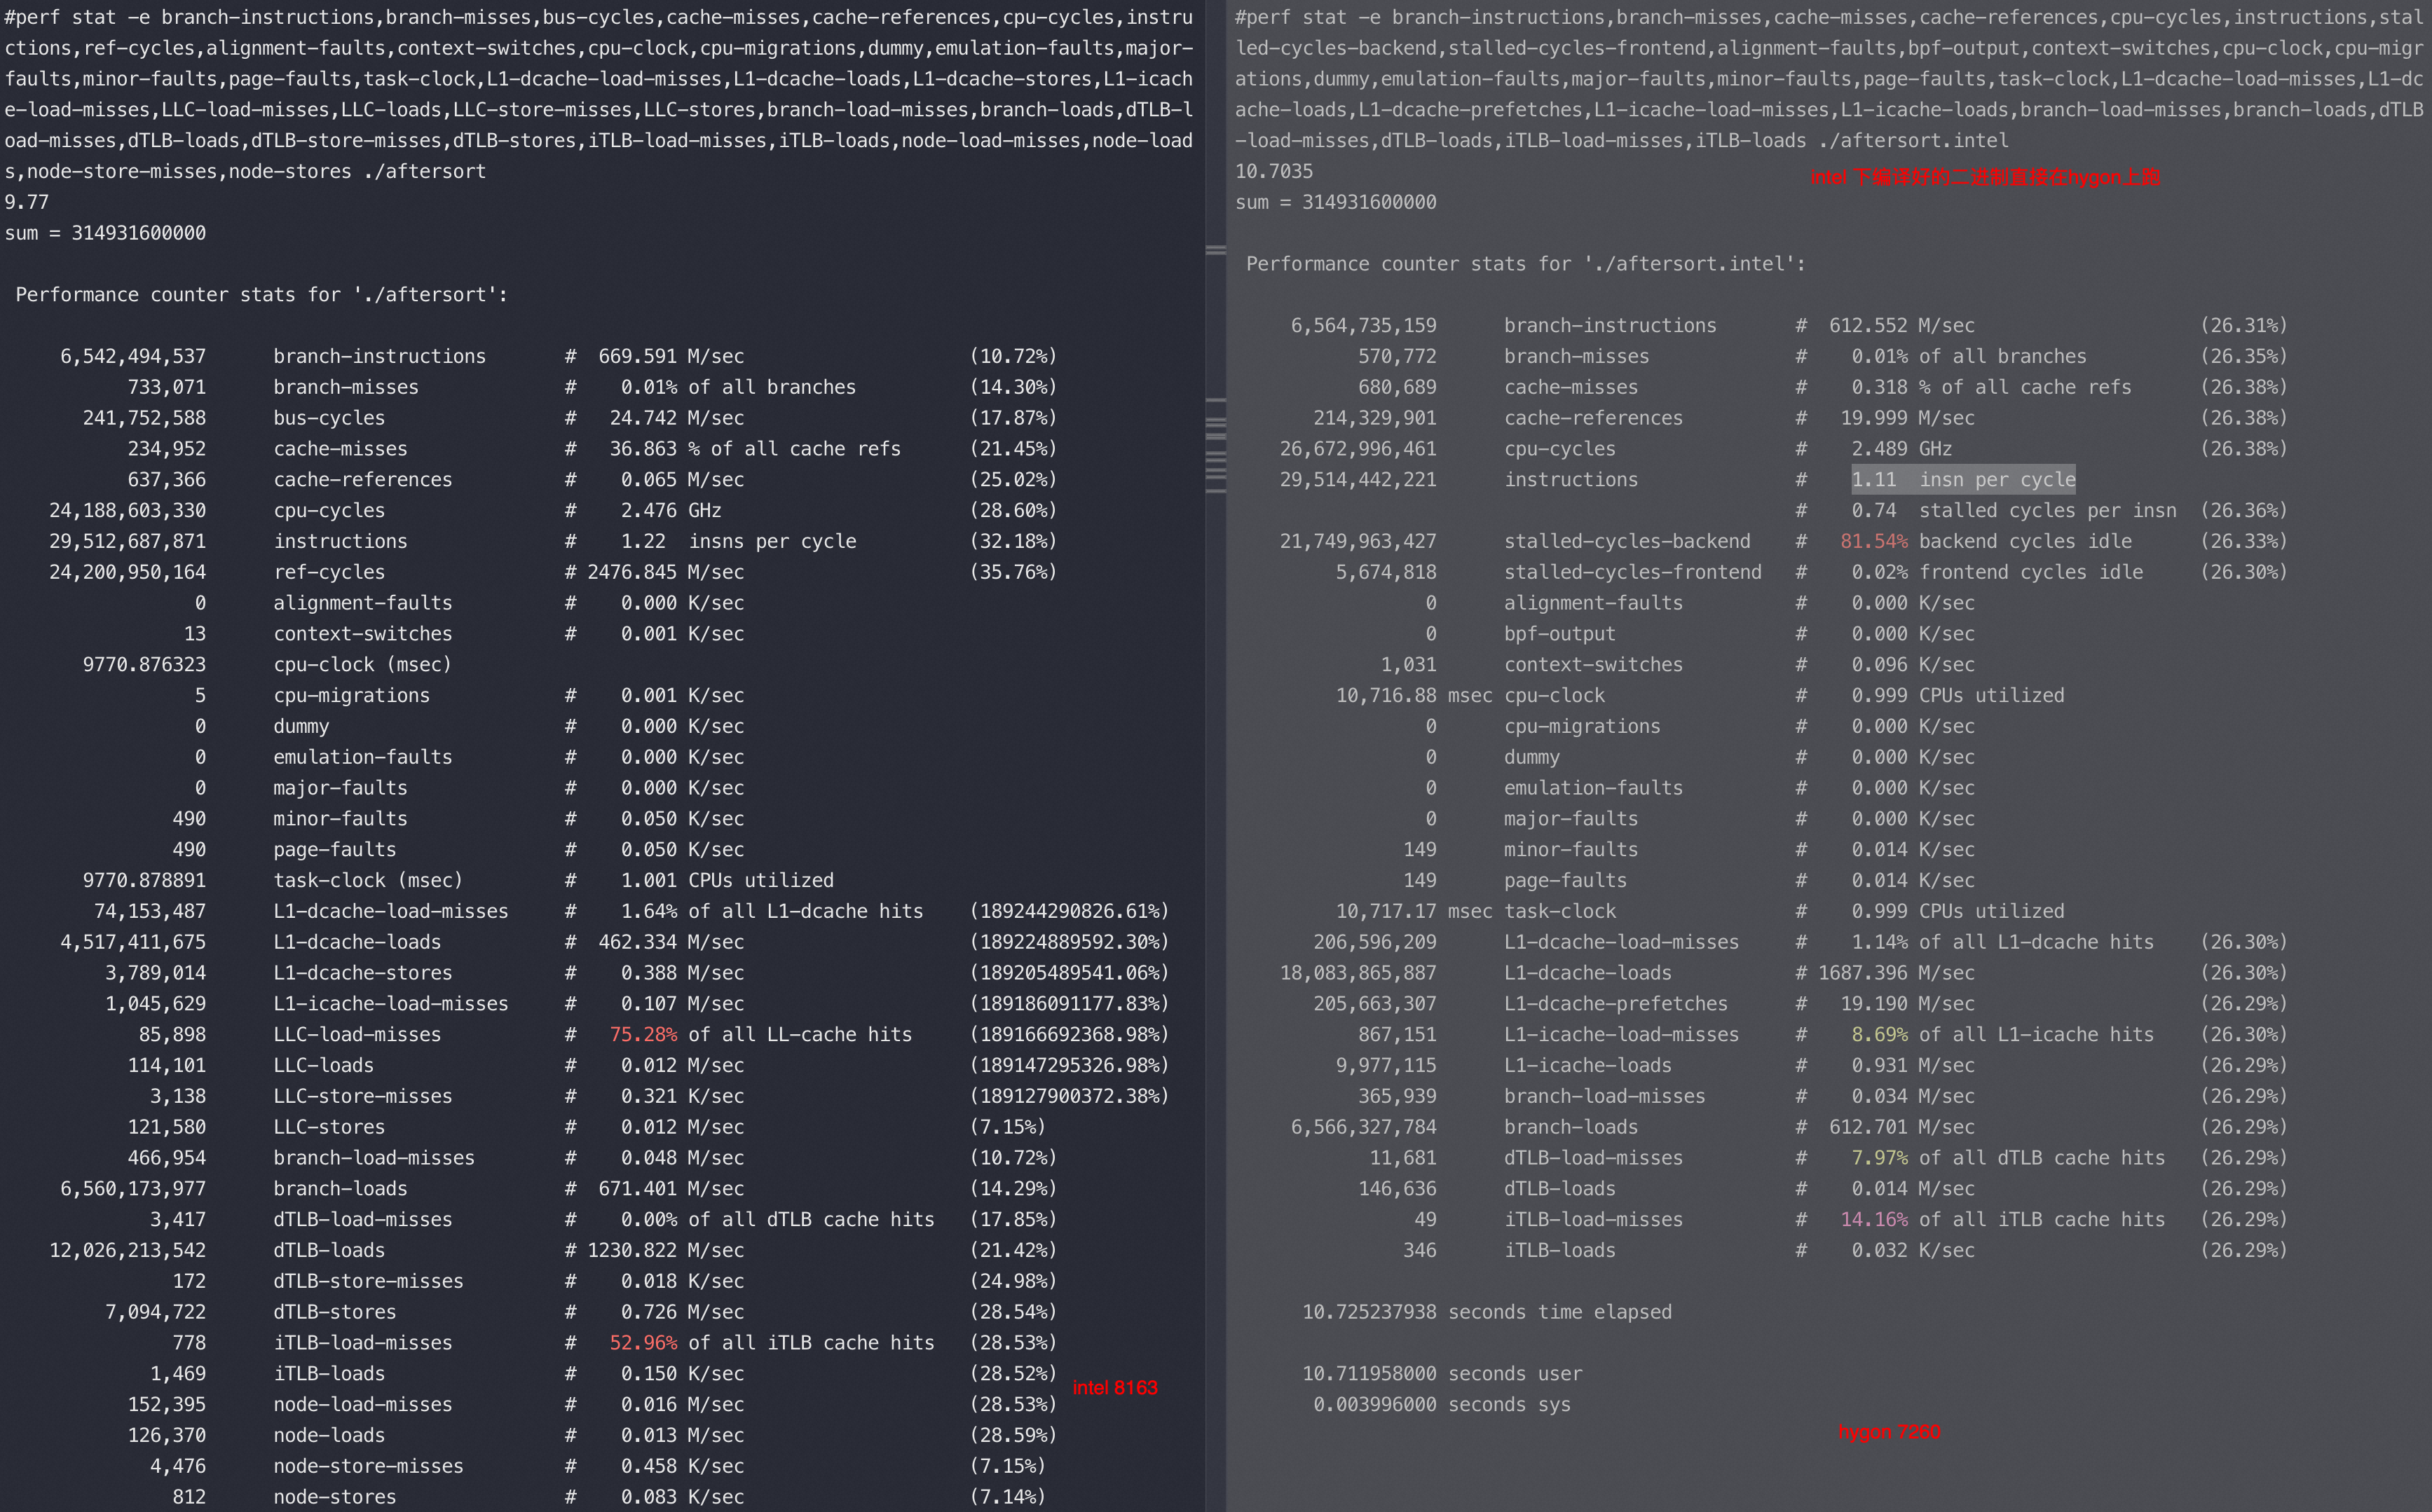 #perf stat -e branch-instructions,branch-misses,bus-cycles,cache-misses,cache-references,cpu-cycles,instru
ctions,ref-cycles,alignment-faults,context-switches,cpu-clock,cpu-migrations,dummy,emulation-faults,major-
faults,minor-faults,page-faults,task-clock,L1-dcache-load-misses,L1-dcache-loads,L1-dcache-stores,L1-icach
e-load-misses,LLC-load-misses,LLC-loads,LLC-store-misses,LLC-stores,branch-load-misses,branch-loads,dTLB-l
oad-misses,dTLB-loads,dTLB-store-misses,dTLB-stores,iTLB-load-misses,iTLB-loads,node-load-misses,node-load
s,node-store-misses,node-stores ./aftersort
9.77
sum = 314931600000
Performance counter stats for './aftersort':
6,542,494,537 branch-instructions # 669.591 M/sec (10.72%)
733,071 branch-misses # 0.01% of all branches (14.30%)
241,752,588 bus-cycles # 24.742 M/sec (17.87%)
234,952 cache-misses # 36.863 % of all cache refs (21.45%)
637,366 cache-references # 0.065 M/sec (25.02%)
24,188,603,330 cpu-cycles # 2.476 GHz (28.60%)
29,512,687,871 instructions # 1.22 insns per cycle (32.18%)
24,200,950,164 ref-cycles # 2476.845 M/sec (35.76%)
0 alignment-faults # 0.000 K/sec
13 context-switches # 0.001 K/sec
9770.876323 cpu-clock (msec)
5 cpu-migrations # 0.001 K/sec
0 dummy # 0.000 K/sec
0 emulation-faults # 0.000 K/sec
0 major-faults # 0.000 K/sec
490 minor-faults # 0.050 K/sec
490 page-faults # 0.050 K/sec
9770.878891 task-clock (msec) # 1.001 CPUs utilized
74,153,487 L1-dcache-load-misses # 1.64% of all L1-dcache hits (189244290826.61%)
4,517,411,675 L1-dcache-loads # 462.334 M/sec (189224889592.30%)
3,789,014 L1-dcache-stores # 0.388 M/sec (189205489541.06%)
1,045,629 L1-icache-load-misses # 0.107 M/sec (189186091177.83%)
85,898 LLC-load-misses # 75.28% of all LL-cache hits (189166692368.98%)
114,101 LLC-loads # 0.012 M/sec (189147295326.98%)
3,138 LLC-store-misses # 0.321 K/sec (189127900372.38%)
121,580 LLC-stores # 0.012 M/sec (7.15%)
466,954 branch-load-misses # 0.048 M/sec (10.72%)
6,560,173,977 branch-loads # 671.401 M/sec (14.29%)
3,417 dTLB-load-misses # 0.00% of all dTLB cache hits (17.85%)
12,026,213,542 dTLB-loads # 1230.822 M/sec (21.42%)
172 dTLB-store-misses # 0.018 K/sec (24.98%)
7,094,722 dTLB-stores # 0.726 M/sec (28.54%)
778 iTLB-load-misses # 52.96% of all iTLB cache hits (28.53%)
1,469 iTLB-loads # 0.150 K/sec (28.52%)
intel 8163
152,395 node-load-misses # 0.016 M/sec (28.53%)
126,370 node-loads # 0.013 M/sec (28.59%)
4,476 node-store-misses # 0.458 K/sec (7.15%)
812 node-stores # 0.083 K/sec (7.14%)
#perf stat -e branch-instructions,branch-misses,cache-misses,cache-references,cpu-cycles,instructions,stal
led-cycles-backend,stalled-cycles-frontend,alignment-faults,bpf-output,context-switches,cpu-clock,cpu-migr
ations,dummy,emulation-faults,major-faults,minor-faults,page-faults,task-clock,L1-dcache-load-misses,L1-dc
ache-loads,L1-dcache-prefetches,L1-icache-load-misses,L1-icache-loads,branch-load-misses,branch-loads,dTLB
-load-misses,dTLB-loads,iTLB-load-misses,iTLB-loads ./aftersort.intel
10.7035
intel 下编译好的二进制直接在hygon上跑
sum = 314931600000
Performance counter stats for './aftersort.intel':
6,564,735,159 branch-instructions # 612.552 M/sec (26.31%)
570,772 branch-misses # 0.01% of all branches (26.35%)
680,689 cache-misses # 0.318 % of all cache refs (26.38%)
214,329,901 cache-references # 19.999 M/sec (26.38%)
26,672,996,461 cpu-cycles # 2.489 GHz (26.38%)
29,514,442,221 instructions # 1.11 insn per cycle
# 0.74 stalled cycles per insn (26.36%)
21,749,963,427 stalled-cycles-backend # 81.54% backend cycles idle (26.33%)
5,674,818 stalled-cycles-frontend # 0.02% frontend cycles idle (26.30%)
0 alignment-faults # 0.000 K/sec
0 bpf-output # 0.000 K/sec
1,031 context-switches # 0.096 K/sec
10,716.88 msec cpu-clock # 0.999 CPUs utilized
0 cpu-migrations # 0.000 K/sec
0 dummy # 0.000 K/sec
0 emulation-faults # 0.000 K/sec
0 major-faults # 0.000 K/sec
149 minor-faults # 0.014 K/sec
149 page-faults # 0.014 K/sec
10,717.17 msec task-clock # 0.999 CPUs utilized
206,596,209 L1-dcache-load-misses # 1.14% of all L1-dcache hits (26.30%)
18,083,865,887 L1-dcache-loads # 1687.396 M/sec (26.30%)
205,663,307 L1-dcache-prefetches # 19.190 M/sec (26.29%)
867,151 L1-icache-load-misses # 8.69% of all L1-icache hits (26.30%)
9,977,115 L1-icache-loads # 0.931 M/sec (26.29%)
365,939 branch-load-misses # 0.034 M/sec (26.29%)
6,566,327,784 branch-loads # 612.701 M/sec (26.29%)
11,681 dTLB-load-misses # 7.97% of all dTLB cache hits (26.29%)
146,636 dTLB-loads # 0.014 M/sec (26.29%)
49 iTLB-load-misses # 14.16% of all iTLB cache hits (26.29%)
346 iTLB-loads # 0.032 K/sec (26.29%)
10.725237938 seconds time elapsed
10.711958000 seconds user
0.003996000 seconds sys
hygon 7260